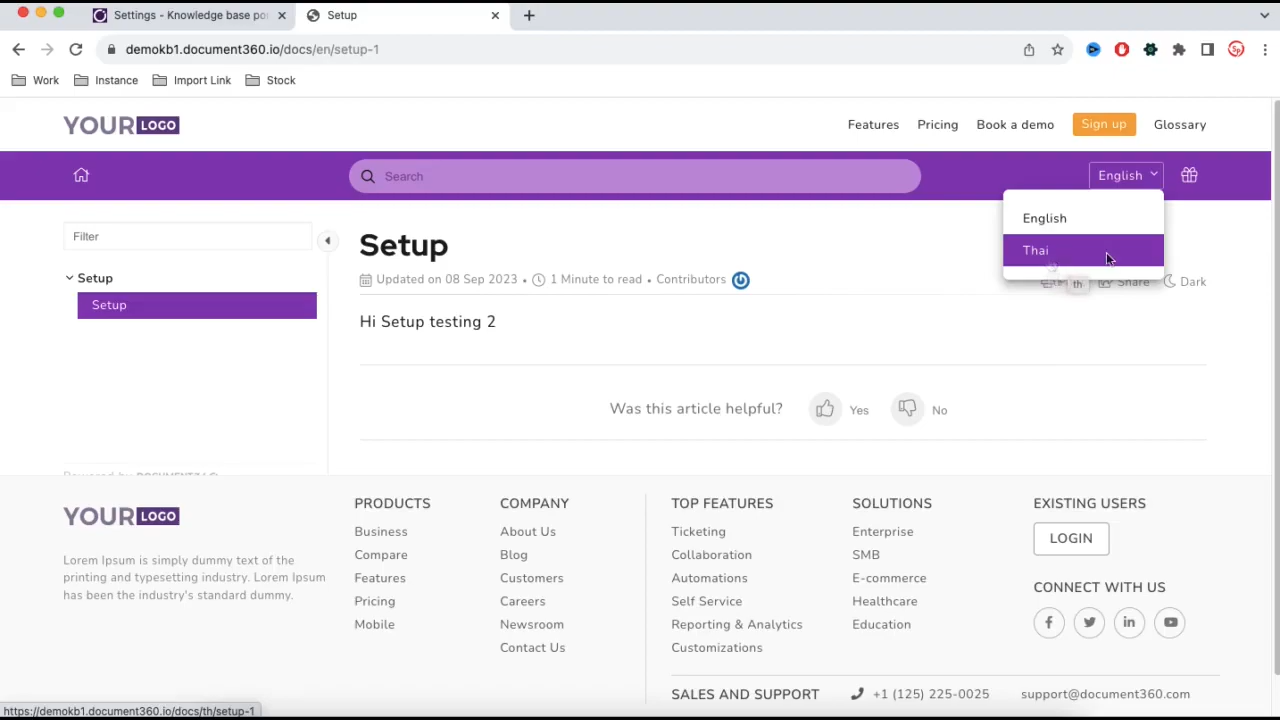 Settings - Knowledge base po
Setup
demokb1.document360.io/docs/en/setup-1
Work
Instance
Import Link
Stock
YOUR LOGO
Features
Pricing
Book a demo
Sign up
Glossary
Search
English
English
Thai
th
Filter
Setup
Setup
Setup
Updated on 08 Sep 2023 • 1 Minute to read • Contributors
Share
Dark
Hi Setup testing 2
Was this article helpful?
Yes
No
Powered by DOCUMENT360
YOUR LOGO
Lorem Ipsum is simply dummy text of the
printing and typesetting industry. Lorem Ipsum
has been the industry's standard dummy.
PRODUCTS
Business
Compare
Features
Pricing
Mobile
COMPANY
About Us
Blog
Customers
Careers
Newsroom
Contact Us
TOP FEATURES
Ticketing
Collaboration
Automations
Self Service
Reporting & Analytics
Customizations
SOLUTIONS
Enterprise
SMB
E-commerce
Healthcare
Education
EXISTING USERS
LOGIN
CONNECT WITH US
SALES AND SUPPORT
+1 (125) 225-0025
support@document360.com
https://demokb1.document360.io/docs/th/setup-1